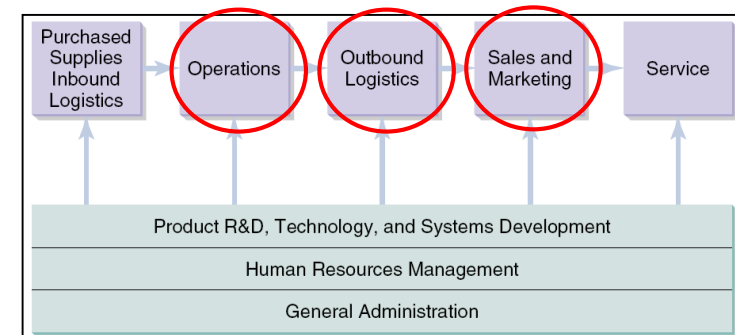 Purchased
Supplies
Inbound
Logistics
Operations
Outbound
Logistics
Sales and
Marketing
Service
Product R&D, Technology, and Systems Development
Human Resources Management
General Administration